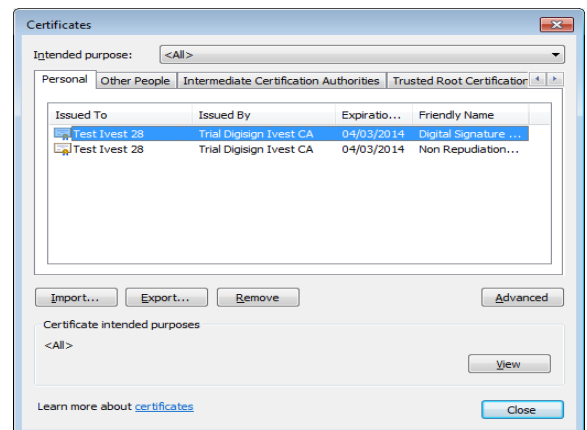 Certificates
Intended purpose: <All>
Personal Other People Intermediate Certification Authorities Trusted Root Certification
Issued To Issued By Expiratio... Friendly Name
Test Ivest 28 Trial Digisign Ivest CA 04/03/2014 Digital Signature ...
Test Ivest 28 Trial Digisign Ivest CA 04/03/2014 Non Repudiation...
Import... Export... Remove Advanced
Certificate intended purposes
<All>
View
Learn more about certificates
Close